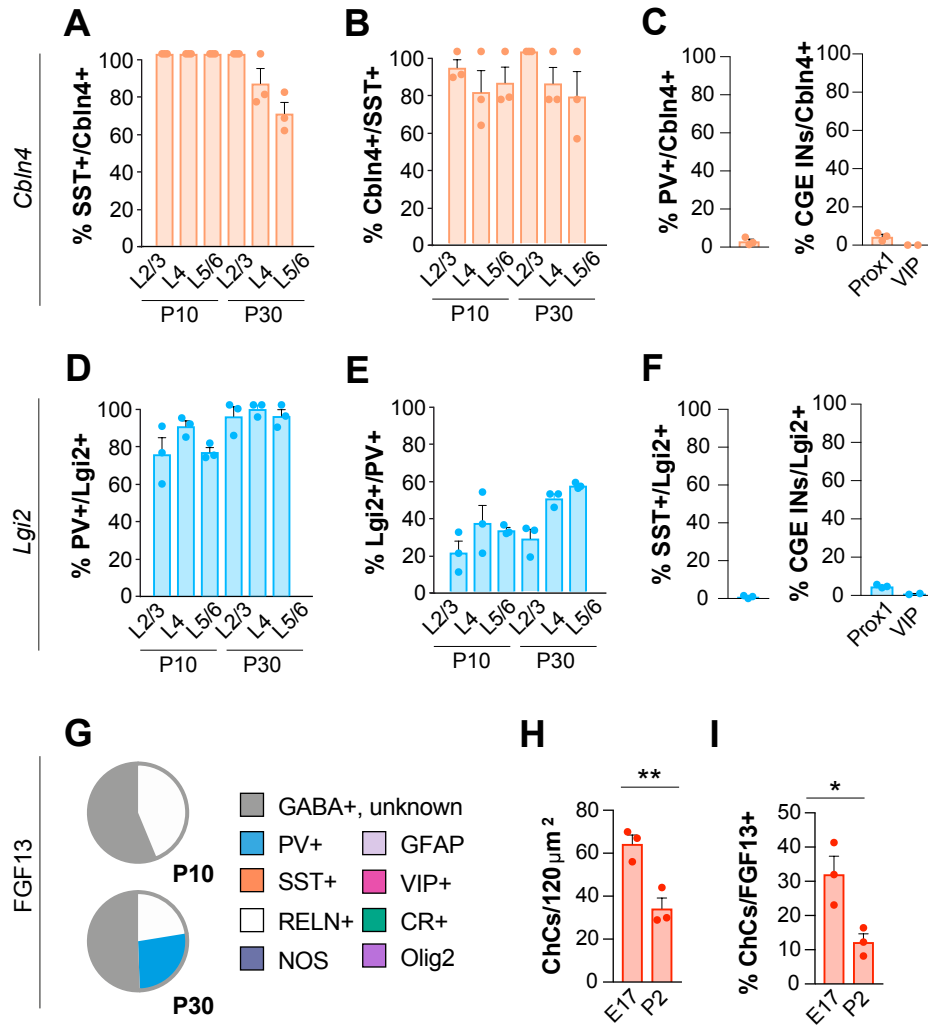 A
B
C
Cbln4
% SST+/Cbln4+
100
80
60
40
20
0
L2/3
L4
L5/6
L2/3
L4
L5/6
P10
P30
% Cbln4+/SST+
100
80
60
40
20
0
L2/3
L4
L5/6
L2/3
L4
L5/6
P10
P30
% PV+/Cbln4+
100
80
60
40
20
0
% CGE INs/Cbln4+
100
80
60
40
20
0
Prox1
VIP
D
E
F
Lgi2
% PV+/Lgi2+
100
80
60
40
20
0
L2/3
L4
L5/6
L2/3
L4
L5/6
P10
P30
% Lgi2+/PV+
100
80
60
40
20
0
L2/3
L4
L5/6
L2/3
L4
L5/6
P10
P30
% SST+/Lgi2+
100
80
60
40
20
0
% CGE INs/Lgi2+
100
80
60
40
20
0
Prox1
VIP
G
H
I
FGF13
P10
P30
GABA+, unknown
PV+
GFAP
SST+
VIP+
RELN+
CR+
NOS
Olig2
ChCs/120 µm²
**
80
60
40
20
0
E17
P2
% ChCs/FGF13+
*
50
40
30
20
10
0
E17
P2